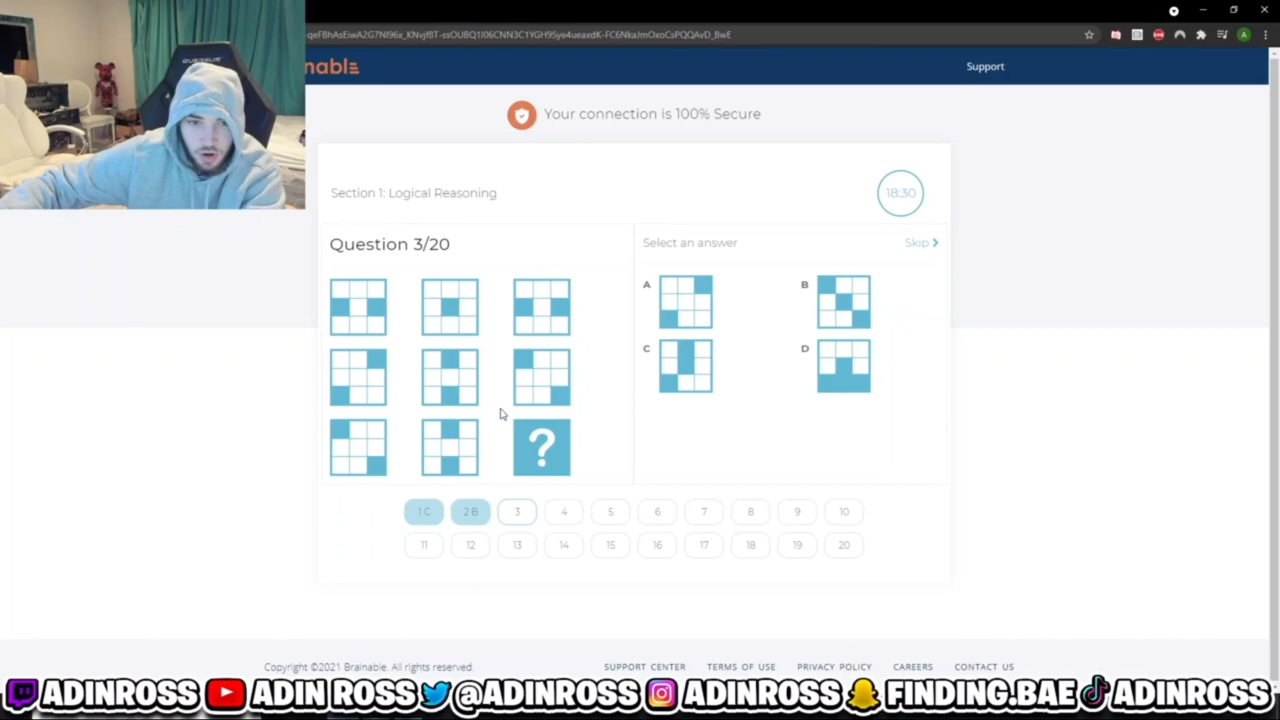 -qeF8hAsEiwA2G7NI96x_KNvjf8T-ssOUBQ1I06CNN3C1YGH9Sye4ueaxdK-FC6NkaJmOxoCsPQQAvD_BwE
nable
Support
Your connection is 100% Secure
Section 1: Logical Reasoning
18:30
Question 3/20
Select an answer
Skip
A
B
C
D
?
1 C 2 B 3 4 5 6 7 8 9 10
11 12 13 14 15 16 17 18 19 20
Copyright ©2021 Brainable. All rights reserved.
SUPPORT CENTER TERMS OF USE PRIVACY POLICY CAREERS CONTACT US
ADINROSS ADIN ROSS @ADINROSS ADINROSS FINDING.BAE ADINROSS